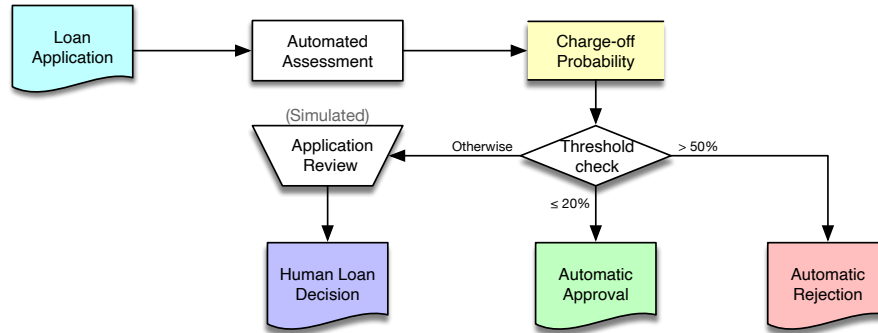 Loan
Application
Automated
Assessment
Charge-off
Probability
(Simulated)
Application
Review
Otherwise
Threshold
check
> 50%
≤ 20%
Human Loan
Decision
Automatic
Approval
Automatic
Rejection